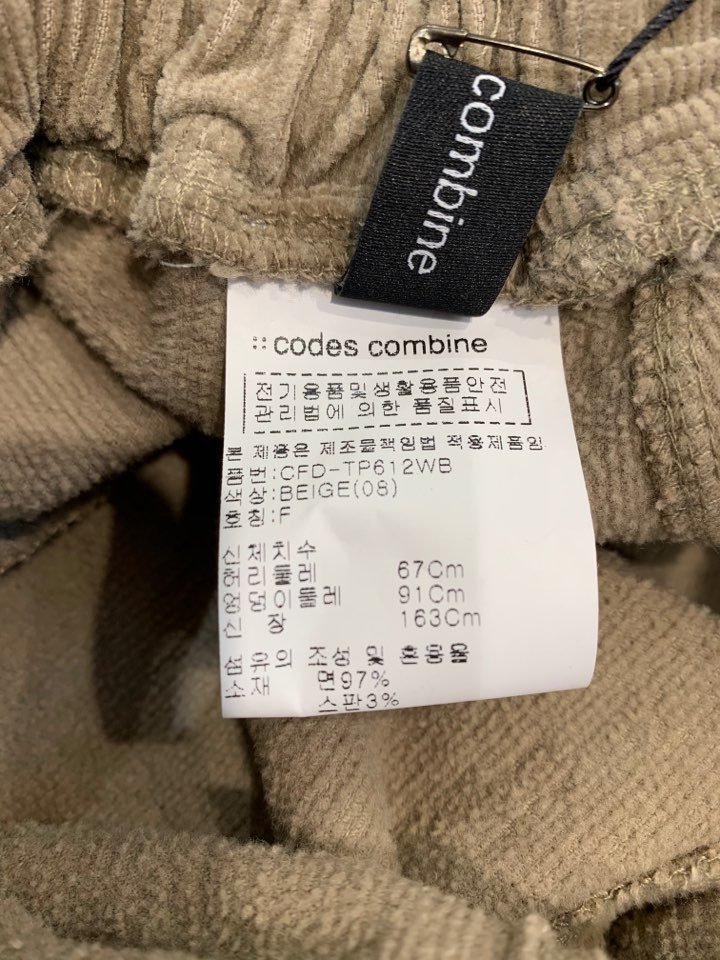 combine
codes combine
전기용품및생활용품안전
관리법에 의한 품질표시
본 제품은 제조물책임법 적용제품임
품번:CFD-TP612WB
색상:BEIGE(08)
호칭:F
신체치수
허리둘레 67Cm
엉덩이둘레 91Cm
신 장 163Cm
섬유의 조성 및 혼용율
소재 면97%
스판3%